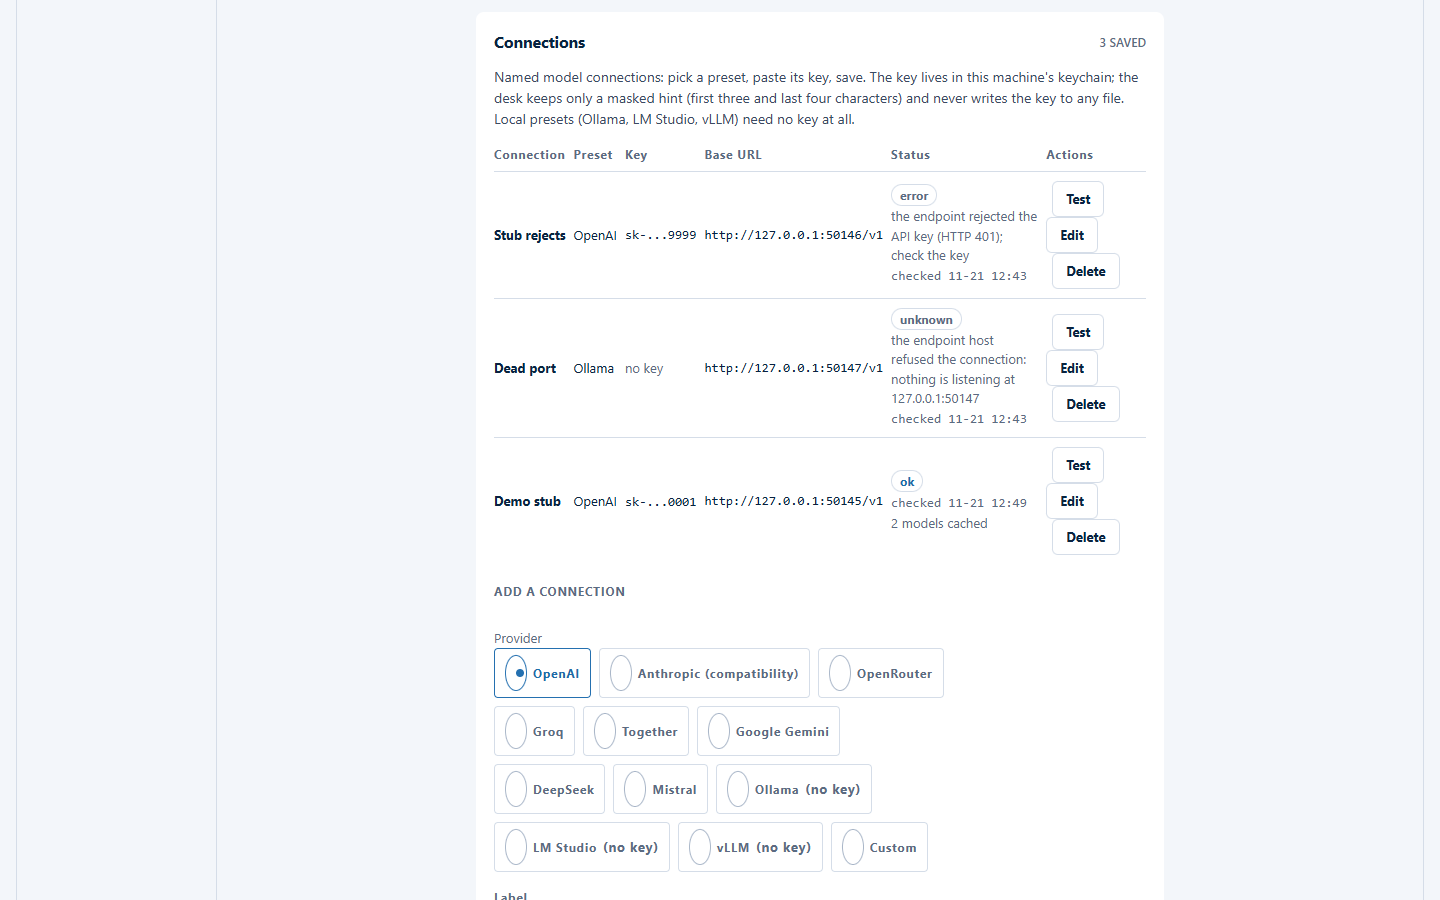 Connections
3 SAVED
Named model connections: pick a preset, paste its key, save. The key lives in this machine's keychain; the
desk keeps only a masked hint (first three and last four characters) and never writes the key to any file.
Local presets (Ollama, LM Studio, vLLM) need no key at all.
Connection Preset Key Base URL Status Actions
Stub rejects OpenAI sk-...9999 http://127.0.0.1:50146/v1
error
the endpoint rejected the
API key (HTTP 401);
check the key
checked 11-21 12:43
Test
Edit
Delete
Dead port Ollama no key http://127.0.0.1:50147/v1
unknown
the endpoint host
refused the connection:
nothing is listening at
127.0.0.1:50147
checked 11-21 12:43
Test
Edit
Delete
Demo stub OpenAI sk-...0001 http://127.0.0.1:50145/v1
ok
checked 11-21 12:49
2 models cached
Test
Edit
Delete
ADD A CONNECTION
Provider
OpenAI Anthropic (compatibility) OpenRouter
Groq Together Google Gemini
DeepSeek Mistral Ollama (no key)
LM Studio (no key) vLLM (no key) Custom
Label